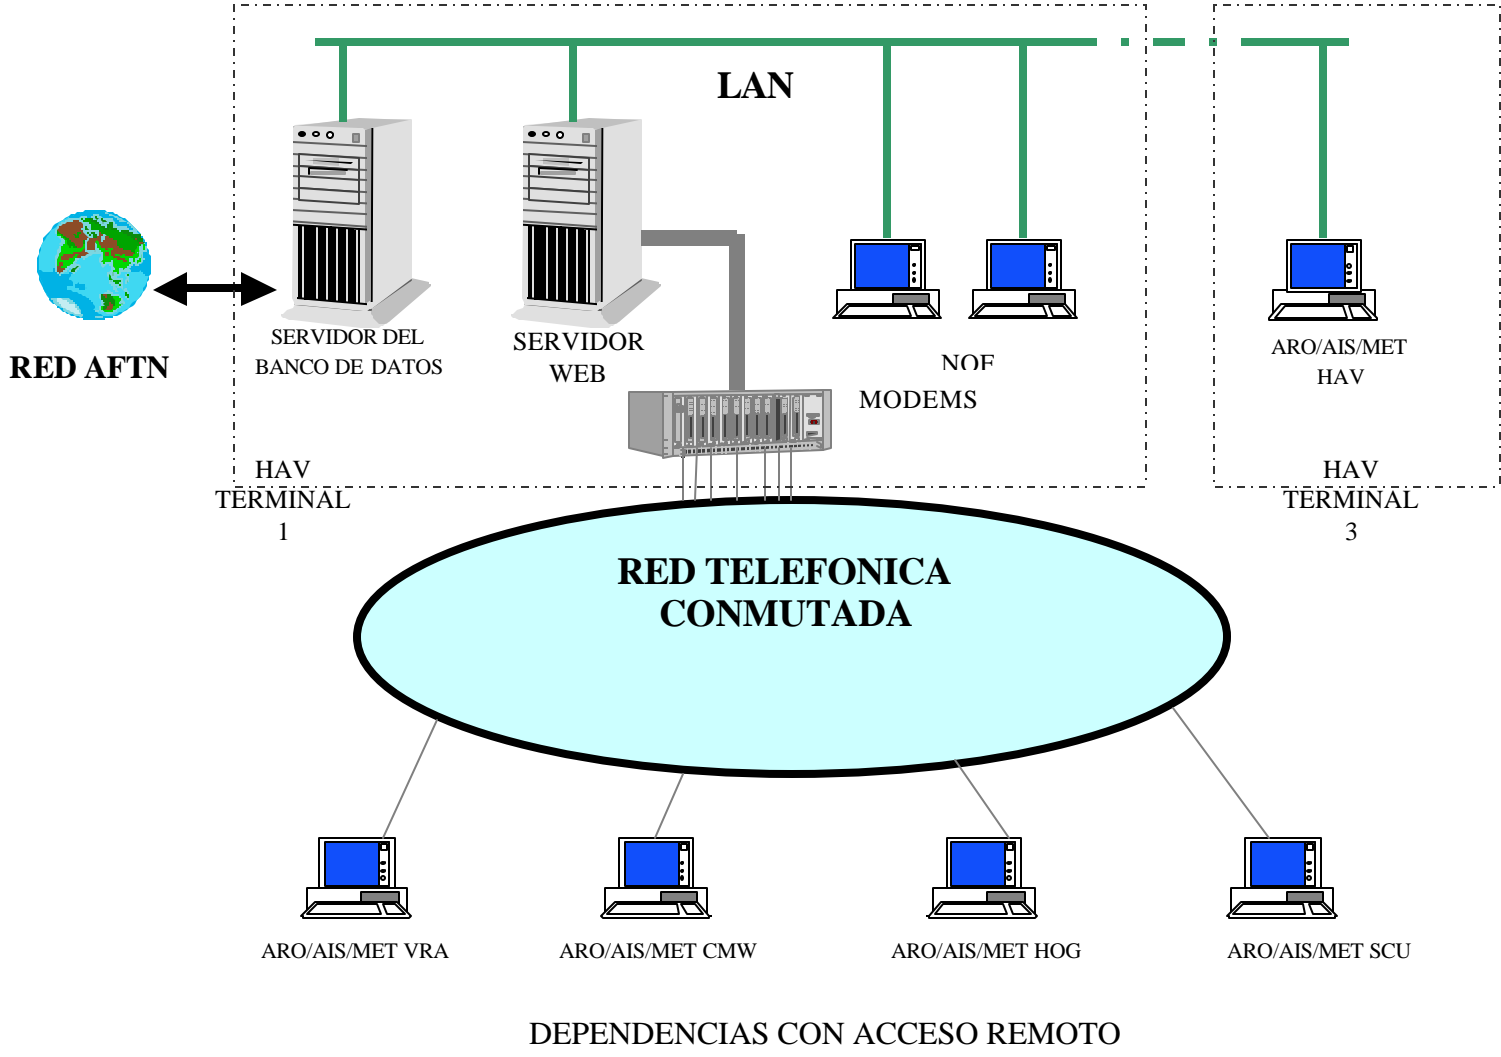 LAN
SERVIDOR DEL
BANCO DE DATOS
SERVIDOR
WEB
NOF
ARO/AIS/MET
HAV
RED AFTN
MODEMS
HAV
TERMINAL
1
HAV
TERMINAL
3
RED TELEFONICA
CONMUTADA
ARO/AIS/MET VRA
ARO/AIS/MET CMW
ARO/AIS/MET HOG
ARO/AIS/MET SCU
DEPENDENCIAS CON ACCESO REMOTO